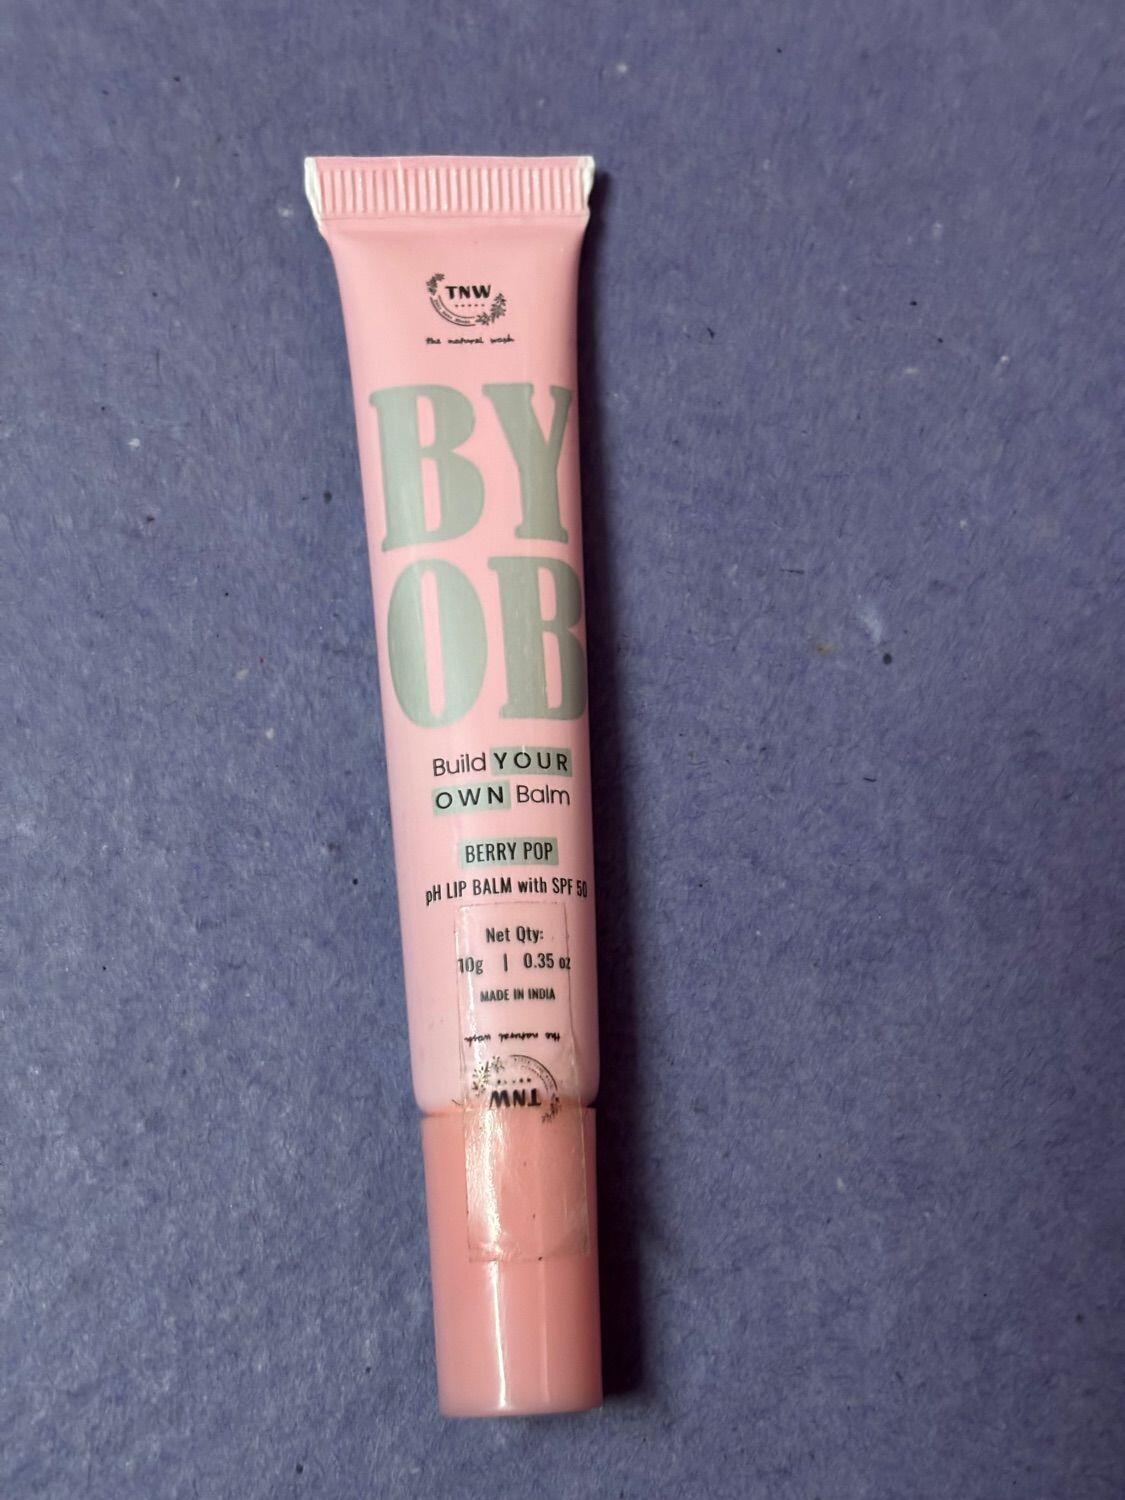 TNW
the natural wash
BY
OB
Build YOUR
OWN Balm
BERRY POP
pH LIP BALM with SPF 50
Net Qty:
10g | 0.35 oz
MADE IN INDIA
the natural wash
TNW